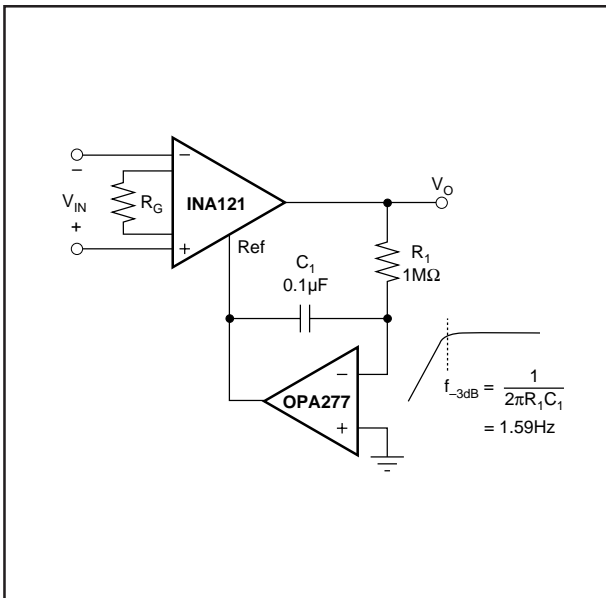 −
−
V_IN
+
R_G
INA121
+
Ref
V_O
C_1
0.1µF
R_1
1MΩ
−
OPA277
+
f_–3dB = 1
2πR_1C_1
= 1.59Hz